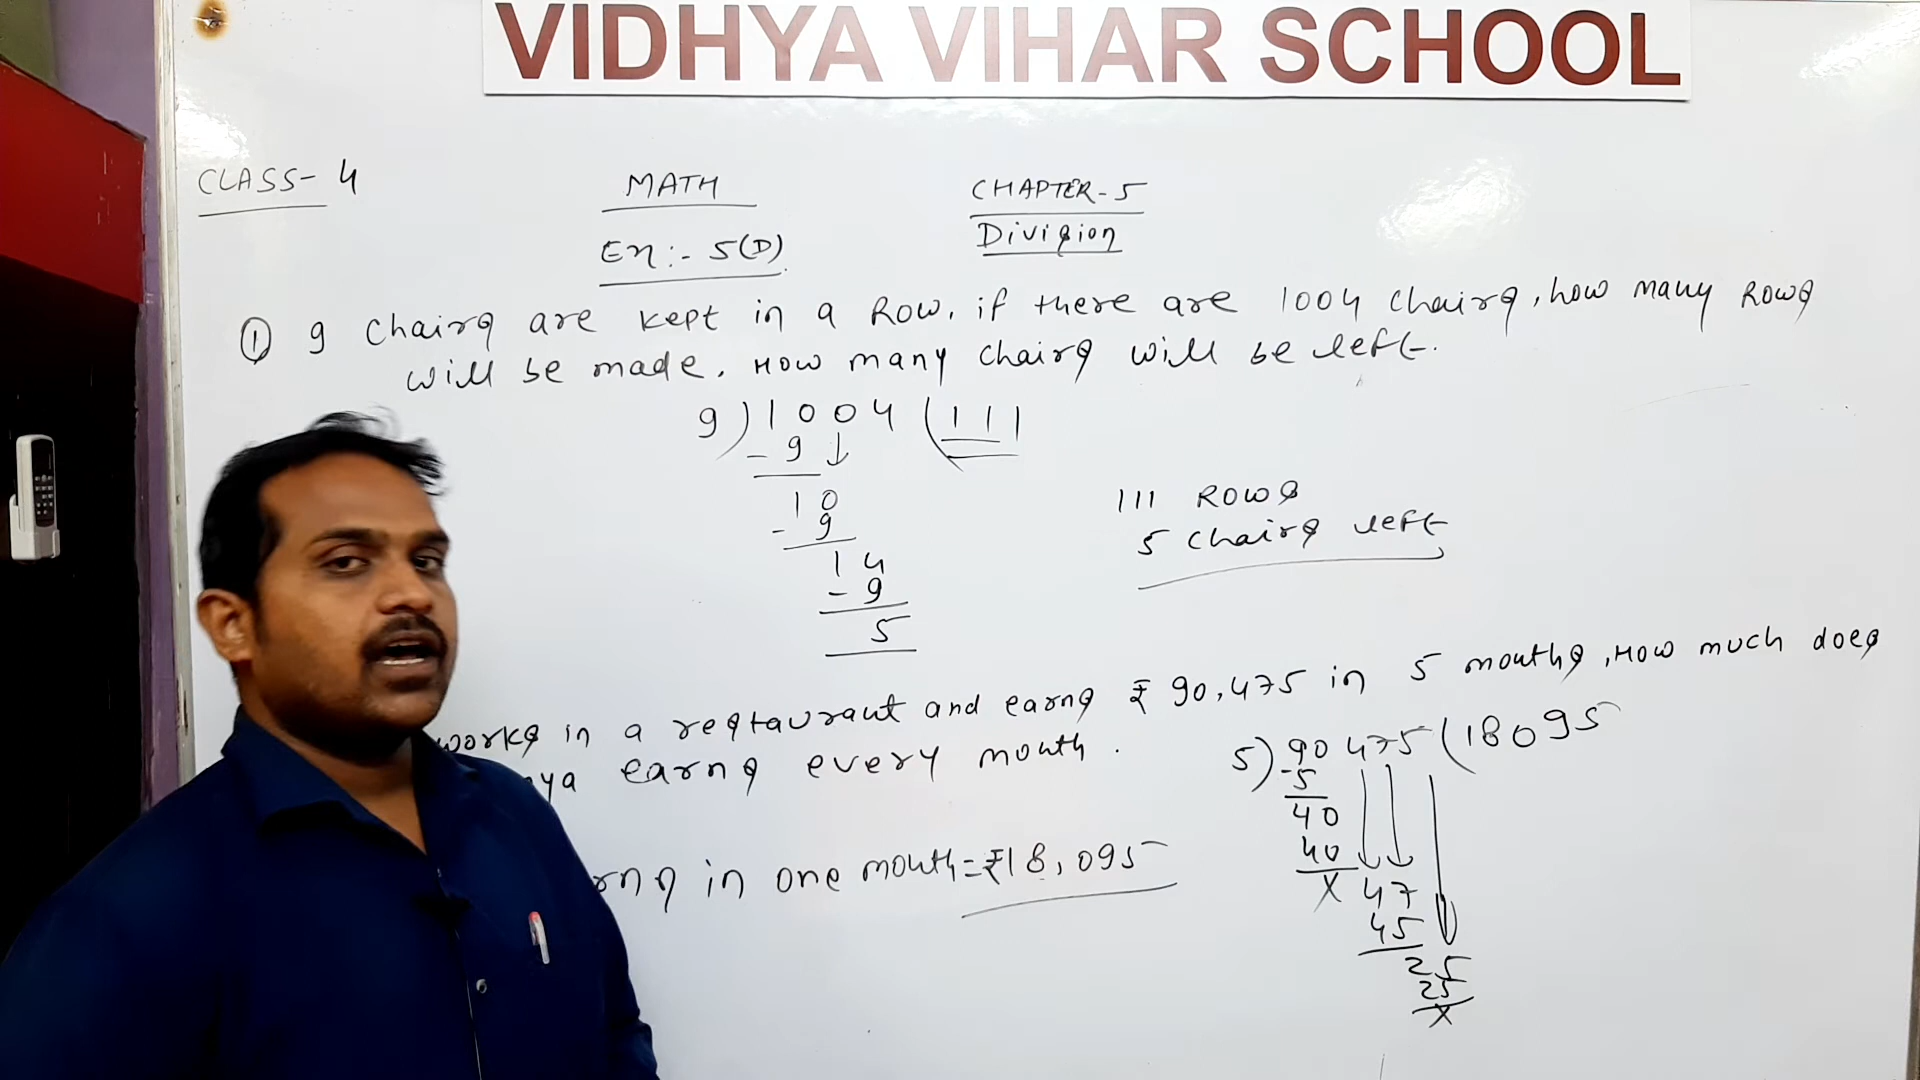 VIDHYA VIHAR SCHOOL
CLASS- 4
MATH
CHAPTER-5
Ex:- 5(D)
Division
① 9 Chairs are kept in a Row. if there are 1004 chairs, how many Rows
will be made. How many chairs will be left.
9)1004(111
-9
10
-9
14
-9
5
111 Rows
5 chairs left
works in a restaurant and earns ₹ 90,475 in 5 months, How much does
earns every month.
5)90475(18095
-5
40
40
X 47
45
25
25
X
in one month=₹18,095